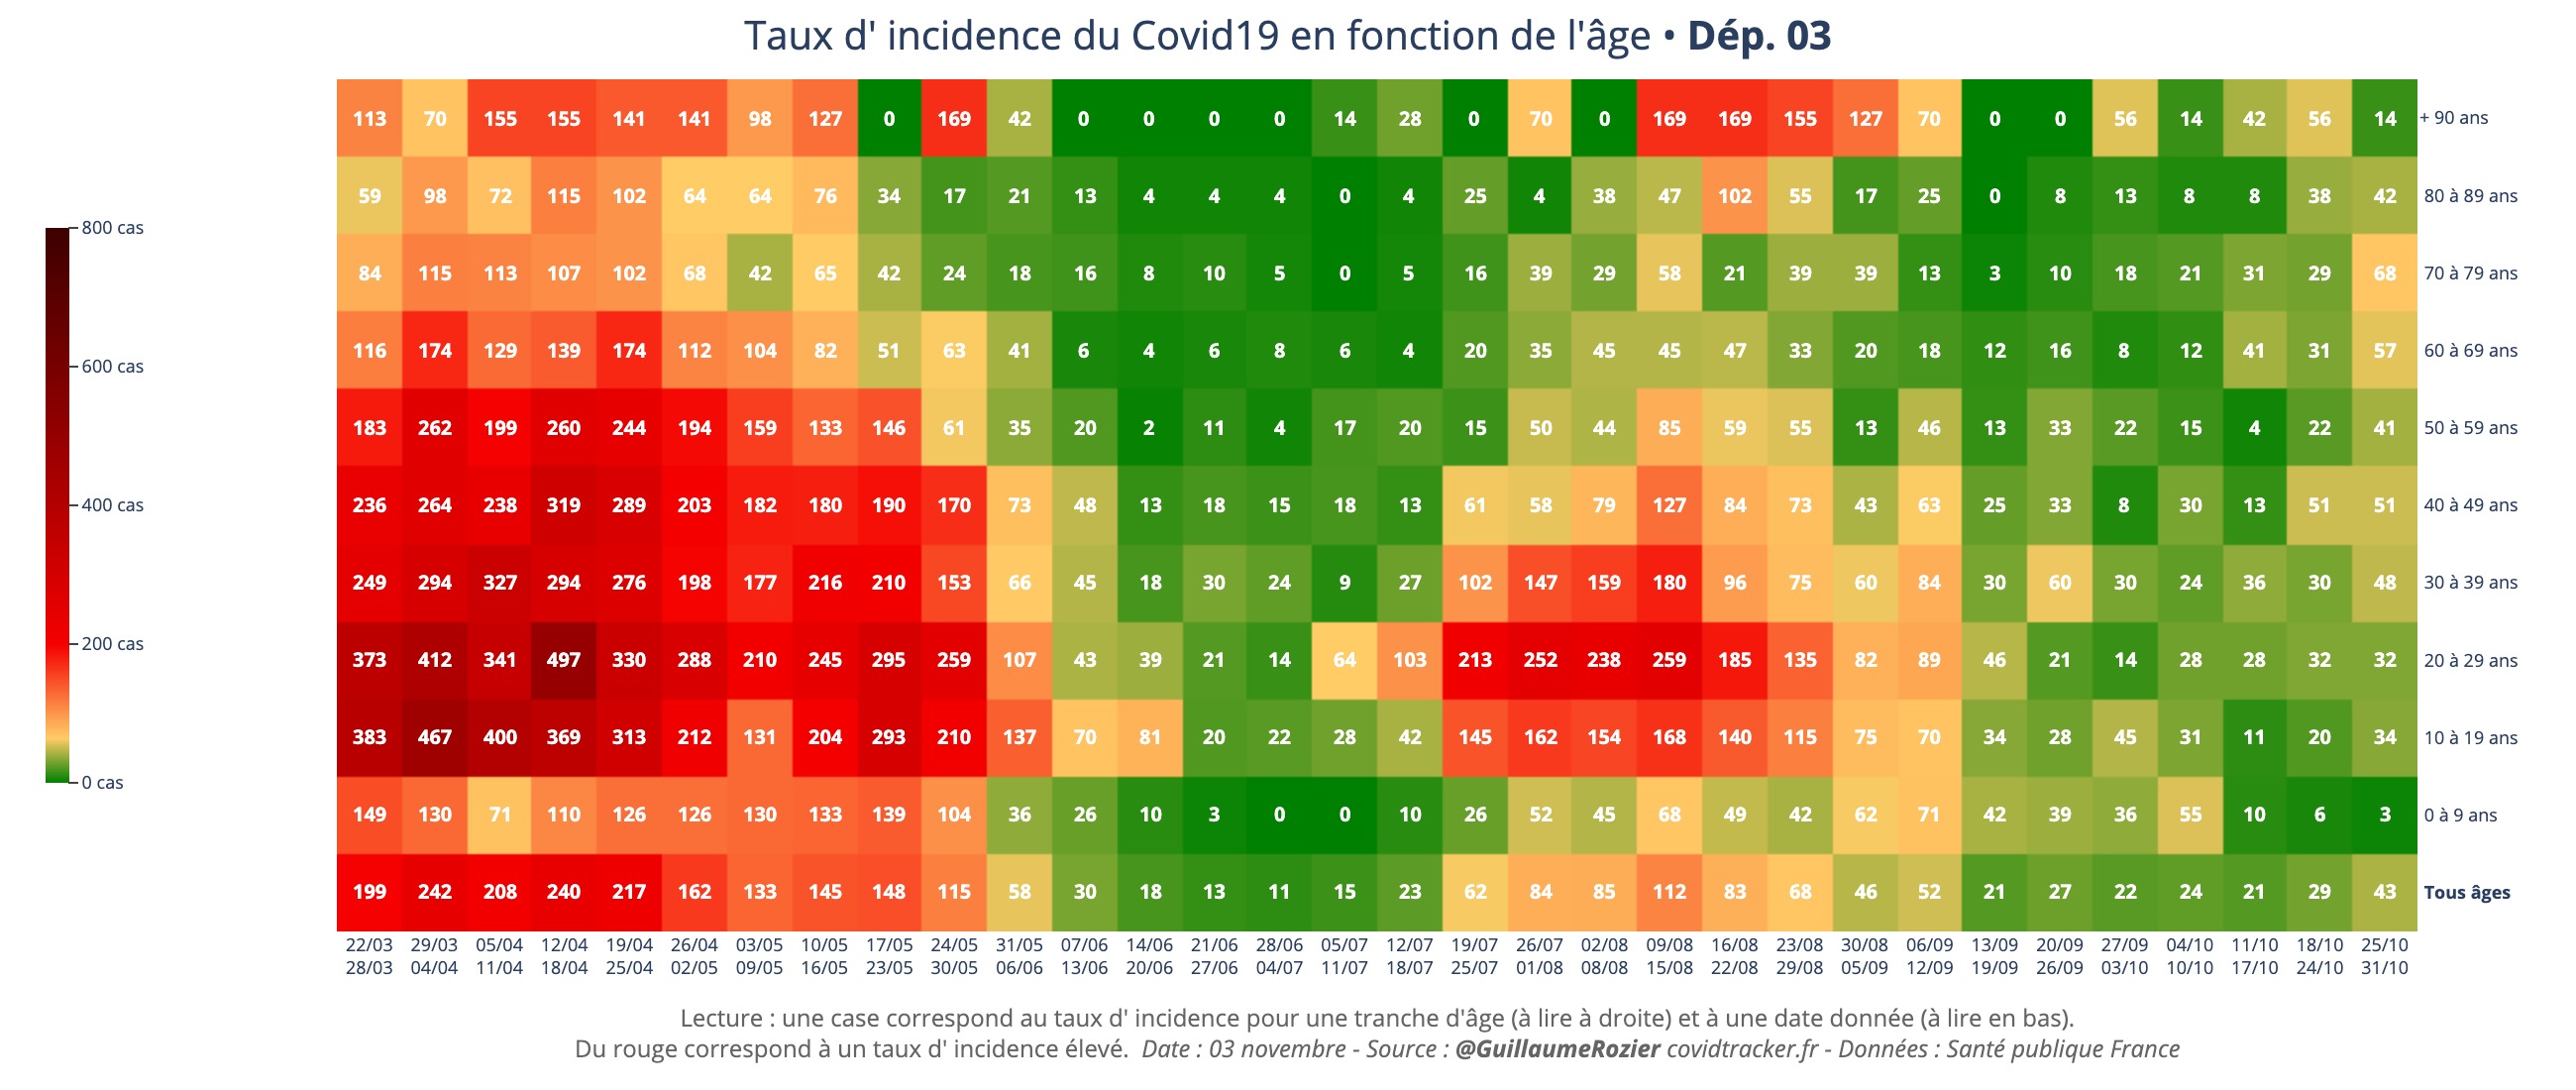 Taux d' incidence du Covid19 en fonction de l'âge • Dép. 03
800 cas
600 cas
400 cas
200 cas
0 cas
113 70 155 155 141 141 98 127 0 169 42 0 0 0 0 14 28 0 70 0 169 169 155 127 70 0 0 56 14 42 56 14 + 90 ans
59 98 72 115 102 64 64 76 34 17 21 13 4 4 4 0 4 25 4 38 47 102 55 17 25 0 8 13 8 8 38 42 80 à 89 ans
84 115 113 107 102 68 42 65 42 24 18 16 8 10 5 0 5 16 39 29 58 21 39 39 13 3 10 18 21 31 29 68 70 à 79 ans
116 174 129 139 174 112 104 82 51 63 41 6 4 6 8 6 4 20 35 45 45 47 33 20 18 12 16 8 12 41 31 57 60 à 69 ans
183 262 199 260 244 194 159 133 146 61 35 20 2 11 4 17 20 15 50 44 85 59 55 13 46 13 33 22 15 4 22 41 50 à 59 ans
236 264 238 319 289 203 182 180 190 170 73 48 13 18 15 18 13 61 58 79 127 84 73 43 63 25 33 8 30 13 51 51 40 à 49 ans
249 294 327 294 276 198 177 216 210 153 66 45 18 30 24 9 27 102 147 159 180 96 75 60 84 30 60 30 24 36 30 48 30 à 39 ans
373 412 341 497 330 288 210 245 295 259 107 43 39 21 14 64 103 213 252 238 259 185 135 82 89 46 21 14 28 28 32 32 20 à 29 ans
383 467 400 369 313 212 131 204 293 210 137 70 81 20 22 28 42 145 162 154 168 140 115 75 70 34 28 45 31 11 20 34 10 à 19 ans
149 130 71 110 126 126 130 133 139 104 36 26 10 3 0 0 10 26 52 45 68 49 42 62 71 42 39 36 55 10 6 3 0 à 9 ans
199 242 208 240 217 162 133 145 148 115 58 30 18 13 11 15 23 62 84 85 112 83 68 46 52 21 27 22 24 21 29 43 Tous âges
22/03 29/03 05/04 12/04 19/04 26/04 03/05 10/05 17/05 24/05 31/05 07/06 14/06 21/06 28/06 05/07 12/07 19/07 26/07 02/08 09/08 16/08 23/08 30/08 06/09 13/09 20/09 27/09 04/10 11/10 18/10 25/10
28/03 04/04 11/04 18/04 25/04 02/05 09/05 16/05 23/05 30/05 06/06 13/06 20/06 27/06 04/07 11/07 18/07 25/07 01/08 08/08 15/08 22/08 29/08 05/09 12/09 19/09 26/09 03/10 10/10 17/10 24/10 31/10
Lecture : une case correspond au taux d' incidence pour une tranche d'âge (à lire à droite) et à une date donnée (à lire en bas).
Du rouge correspond à un taux d' incidence élevé. Date : 03 novembre - Source : @GuillaumeRozier covidtracker.fr - Données : Santé publique France